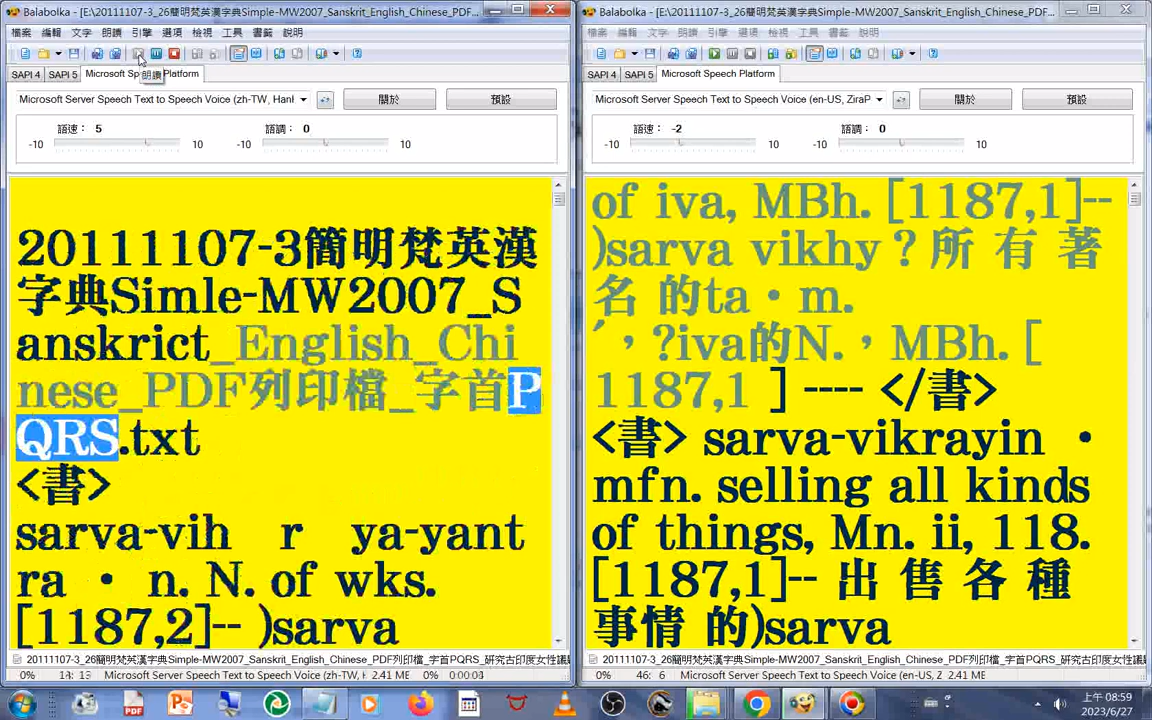 Balabolka - [E:\20111107-3_26簡明梵英漢字典Simple-MW2007_Sanskrit_English_Chinese_PDF...
檔案 編輯 文字 朗讀 引擎 選項 檢視 工具 書籤 說明
SAPI 4 SAPI 5 Microsoft Speech Platform
朗讀
Microsoft Server Speech Text to Speech Voice (zh-TW, Hanl
關於
預設
語速： 5 語調： 0
-10 10 -10 10
20111107-3簡明梵英漢
字典Simle-MW2007_S
anskrict_English_Chi
nese_PDF列印檔_字首P
QRS.txt
<書>
sarva-vih r ya-yant
ra • n. N. of wks.
[1187,2]-- )sarva
20111107-3_26簡明梵英漢字典Simple-MW2007_Sanskrit_English_Chinese_PDF列印檔_字首PQRS_研究古印度女性議
0% 14: 13 Microsoft Server Speech Text to Speech Voice (zh-TW, H 2.41 MB 0% 0:00:04
Balabolka - [E:\20111107-3_26簡明梵英漢字典Simple-MW2007_Sanskrit_English_Chinese_PDF...
檔案 編輯 文字 朗讀 引擎 選項 檢視 工具 書籤 說明
SAPI 4 SAPI 5 Microsoft Speech Platform
Microsoft Server Speech Text to Speech Voice (en-US, ZiraP
關於
預設
語速： -2 語調： 0
-10 10 -10 10
of iva, MBh. [1187,1]--
)sarva vikhy？所 有 著
名 的ta•m.
′，?iva的N.，MBh. [
1187,1 ] ---- </書>
<書> sarva-vikrayin •
mfn. selling all kinds
of things, Mn. ii, 118.
[1187,1]-- 出 售 各 種
事情 的)sarva
20111107-3_26簡明梵英漢字典Simple-MW2007_Sanskrit_English_Chinese_PDF列印檔_字首PQRS_研究古印度女性議
0% 46: 6 Microsoft Server Speech Text to Speech Voice (en-US, Z 2.41 MB
上午 08:59
2023/6/27